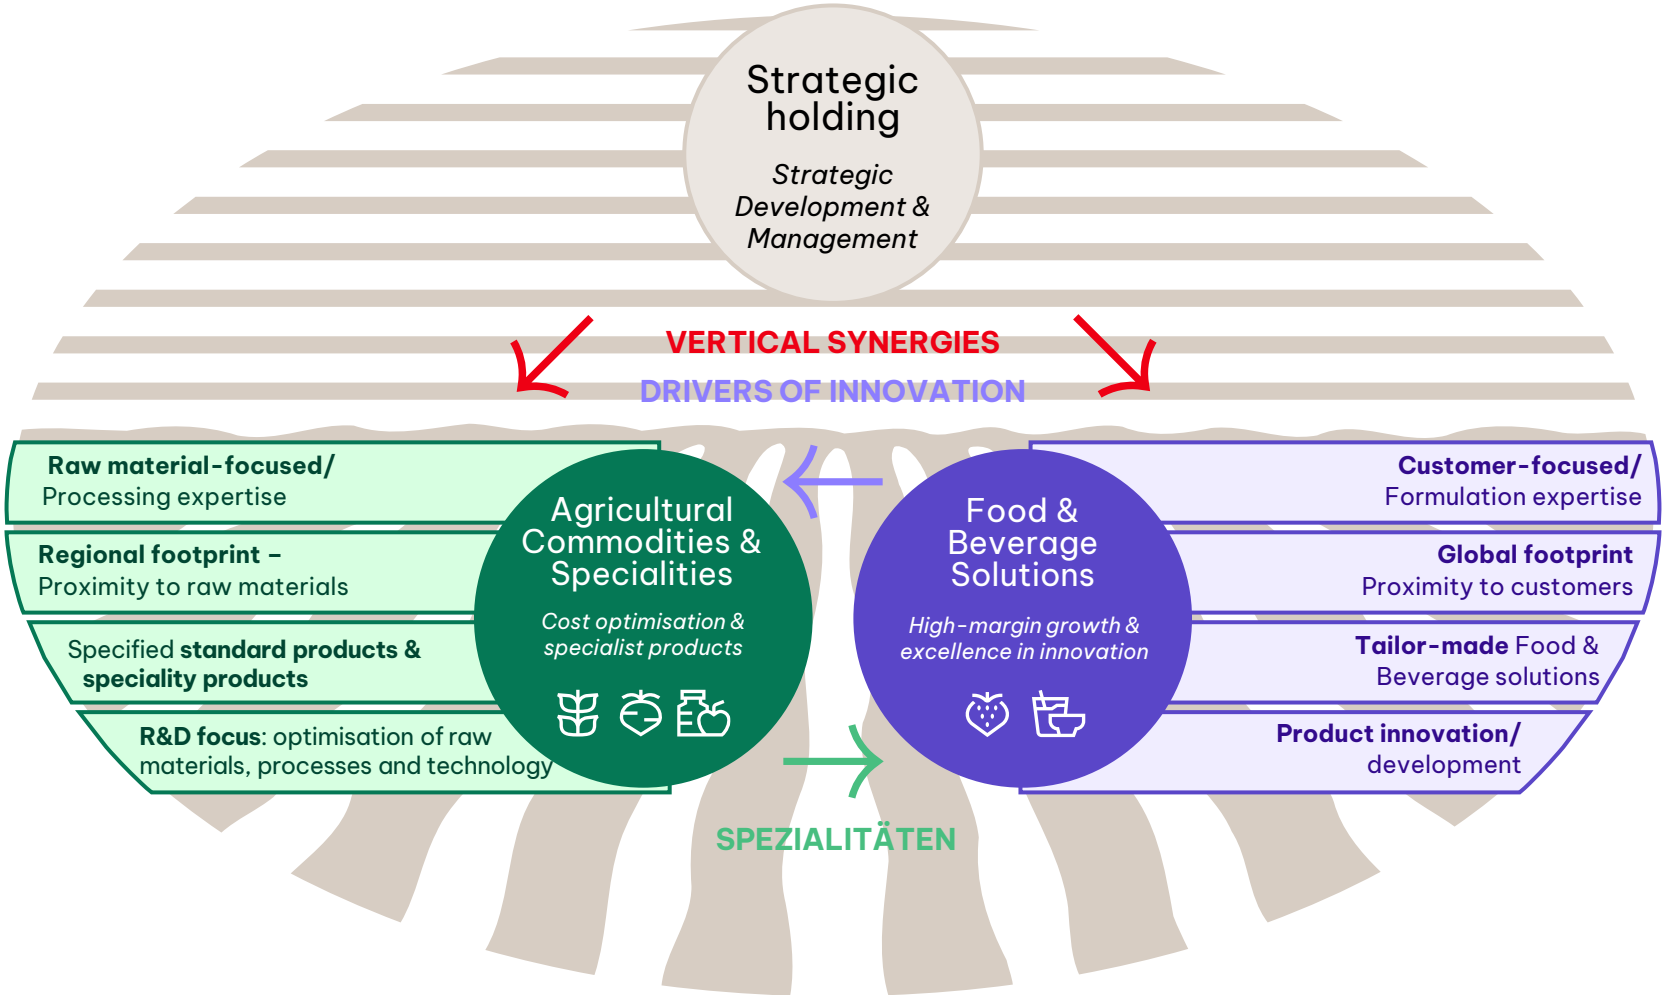 Strategic
holding
Strategic
Development &
Management
VERTICAL SYNERGIES
DRIVERS OF INNOVATION
Raw material-focused/
Processing expertise
Regional footprint –
Proximity to raw materials
Specified standard products &
speciality products
R&D focus: optimisation of raw
materials, processes and technology
Agricultural
Commodities &
Specialities
Cost optimisation &
specialist products
Food &
Beverage
Solutions
High-margin growth &
excellence in innovation
Customer-focused/
Formulation expertise
Global footprint
Proximity to customers
Tailor-made Food &
Beverage solutions
Product innovation/
development
SPEZIALITÄTEN